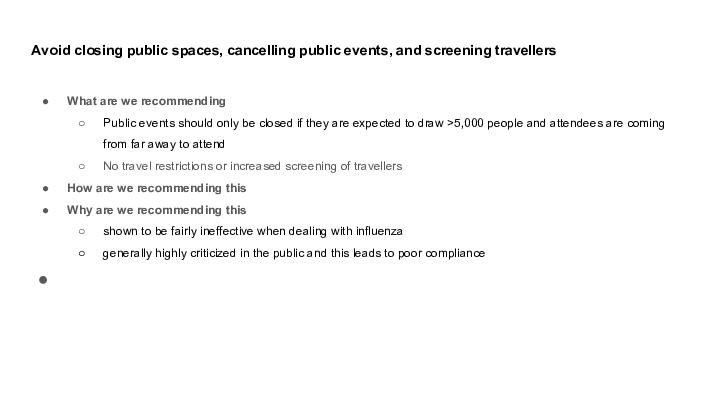 Avoid closing public spaces, cancelling public events, and screening travellers
● What are we recommending
○ Public events should only be closed if they are expected to draw >5,000 people and attendees are coming
from far away to attend
○ No travel restrictions or increased screening of travellers
● How are we recommending this
● Why are we recommending this
○ shown to be fairly ineffective when dealing with influenza
○ generally highly criticized in the public and this leads to poor compliance
●